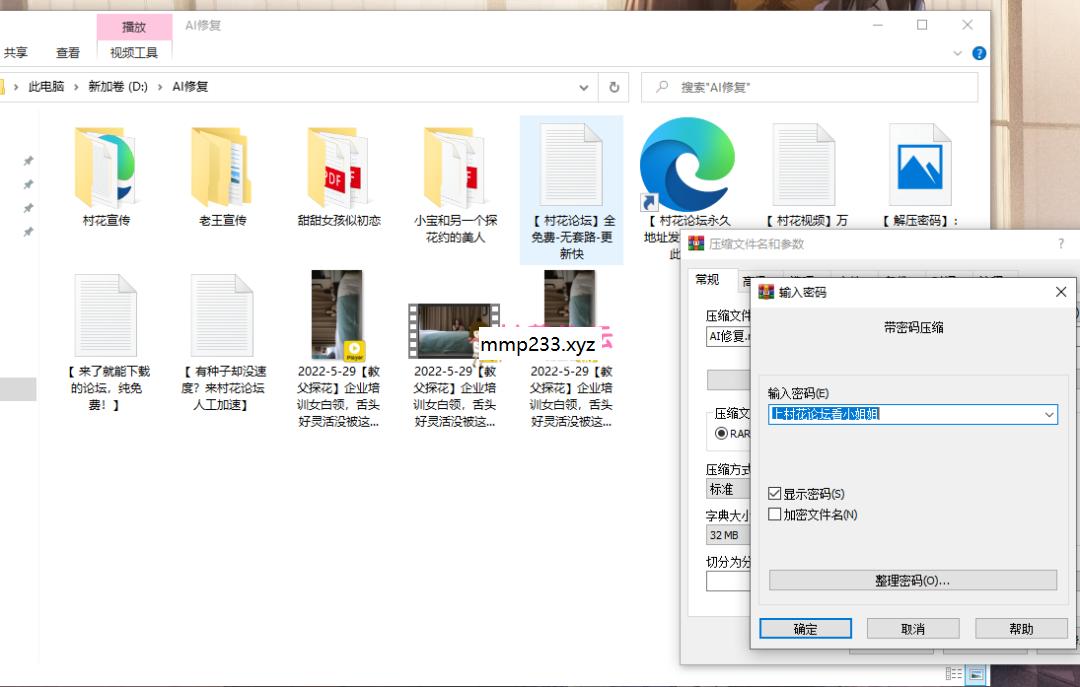 播放
AI修复
共享
查看
视频工具
此电脑 › 新加卷 (D:) › AI修复
搜索"AI修复"
村花宣传
老王宣传
甜甜女孩似初恋
小宝和另一个探
花约的美人
【 村花论坛】全
免费-无套路-更
新快
【 村花论坛永久
地址发
此
【 村花视频】万
【 解压密码】:
【 来了就能下载
的论坛，纯免
费！】
【 有种子却没速
度？来村花论坛
人工加速】
2022-5-29【教
父探花】企业培
训女白领，舌头
好灵活没被这...
2022-5-29【教
父探花】企业培
训女白领，舌头
好灵活没被这...
2022-5-29【教
父探花】企业培
训女白领，舌头
好灵活没被这...
Player
mmp233.xyz
压缩文件名和参数
?
常规
压缩文件
AI修复.r
压缩文
RAR
压缩方式
标准
字典大小
32 MB
切分为分
输入密码
带密码压缩
输入密码(E)
上村花论坛看小姐姐
显示密码(S)
加密文件名(N)
整理密码(O)...
确定
取消
帮助